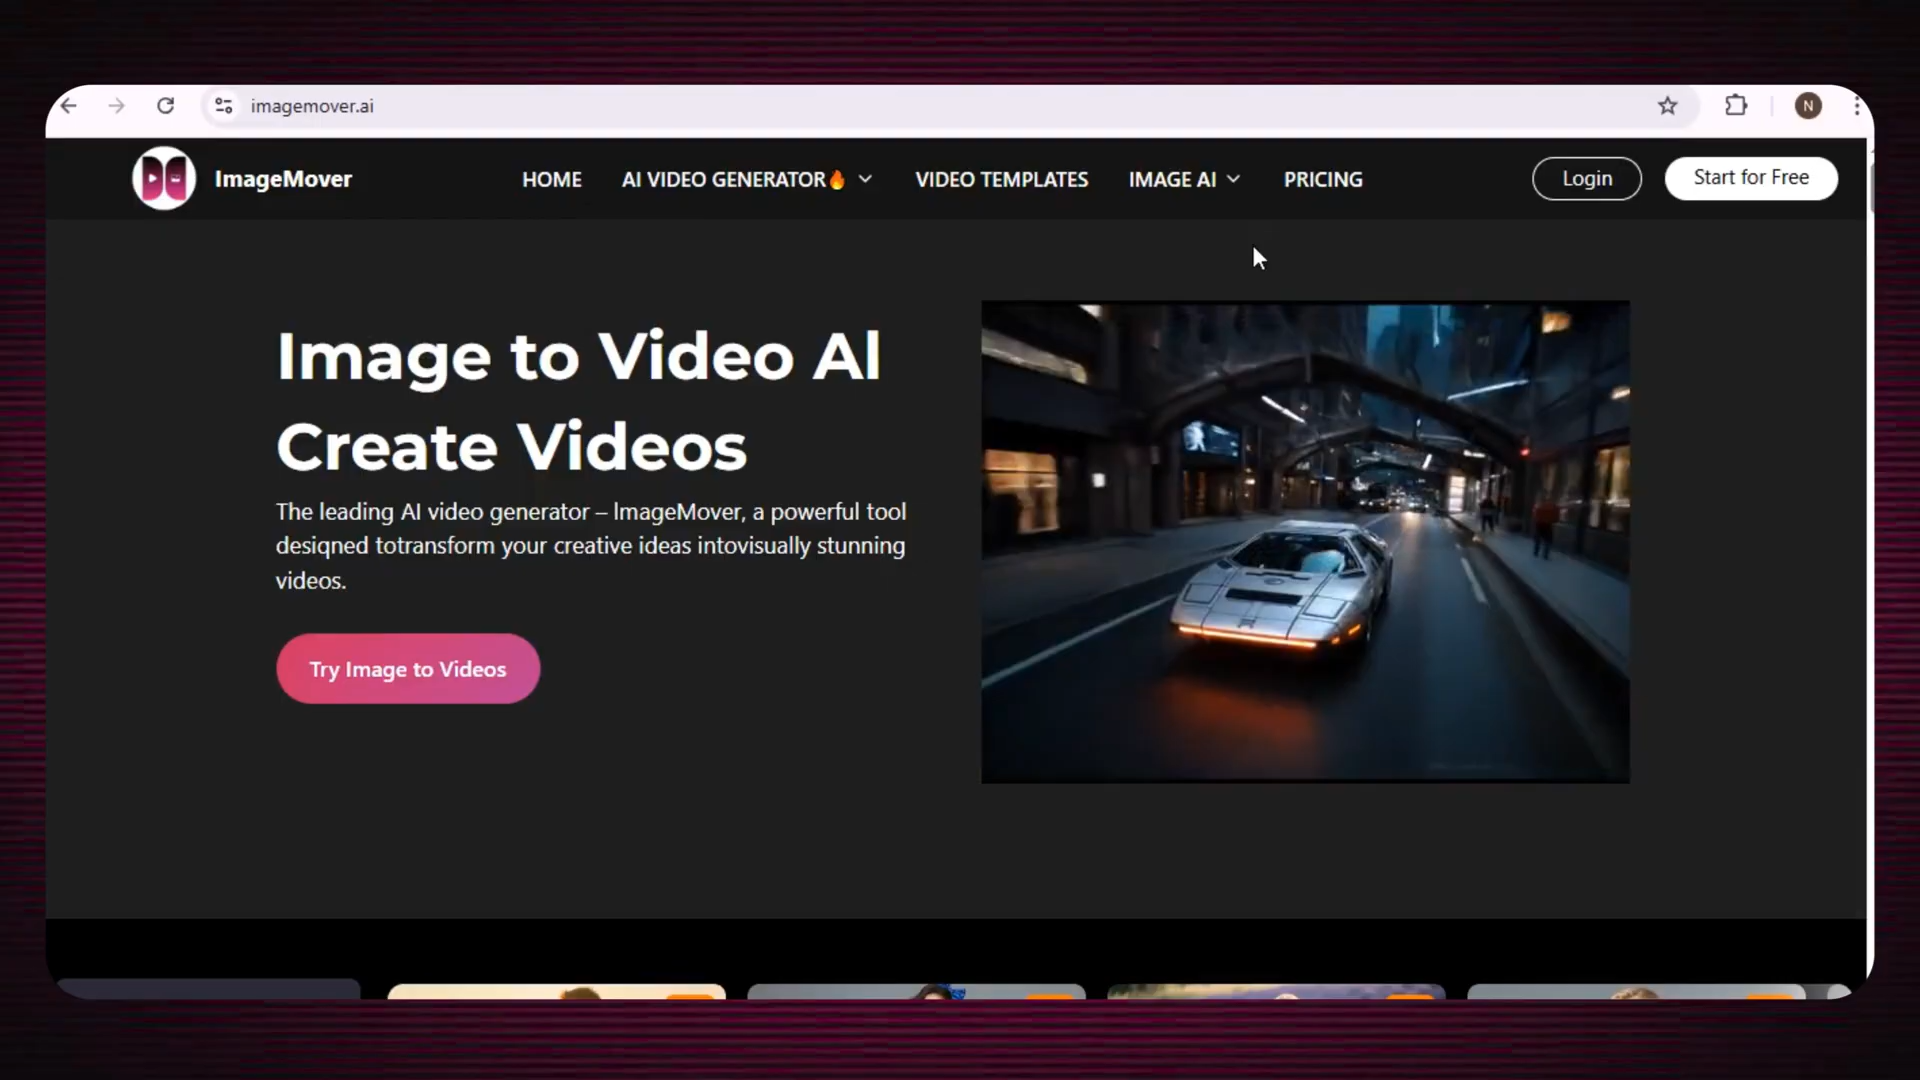 imagemover.ai
N
ImageMover
HOME
AI VIDEO GENERATOR🔥
VIDEO TEMPLATES
IMAGE AI
PRICING
Login
Start for Free
Image to Video Al
Create Videos
The leading AI video generator – ImageMover, a powerful tool
desiqned totransform your creative ideas intovisually stunning
videos.
Try Image to Videos